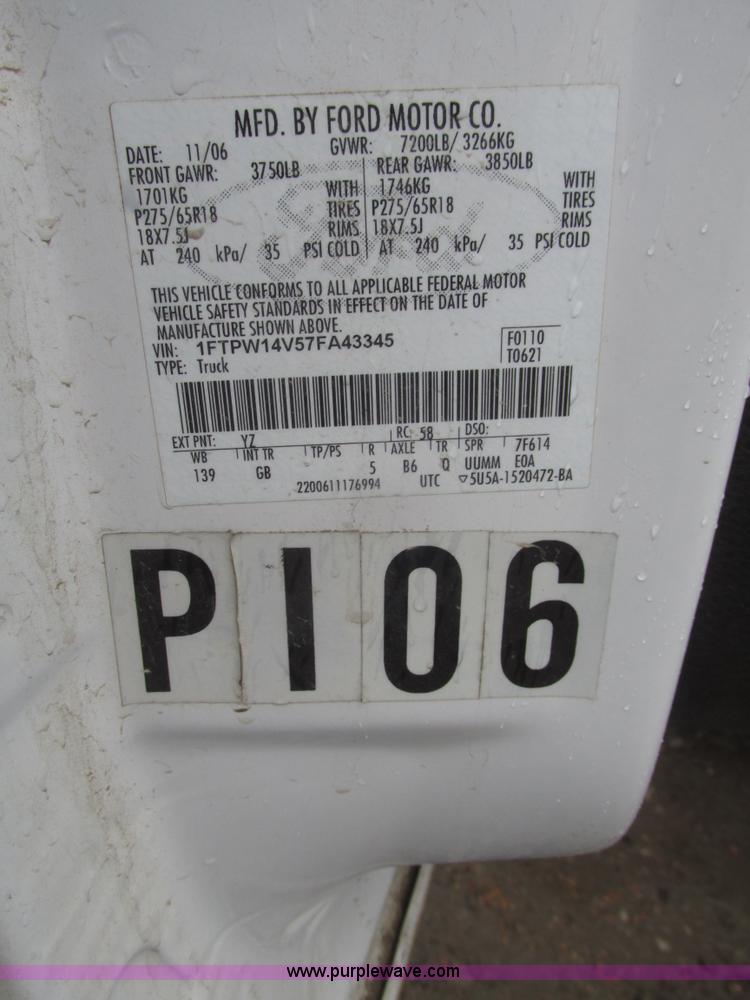 MFD. BY FORD MOTOR CO.
DATE: 11/06 GVWR: 7200LB/ 3266KG
FRONT GAWR: 3750LB REAR GAWR: 3850LB
1701KG WITH 1746KG WITH
P275/65R18 TIRES P275/65R18 TIRES
18X7.5J RIMS 18X7.5J RIMS
AT 240 kPa/ 35 PSI COLD AT 240 kPa/ 35 PSI COLD
Ford
THIS VEHICLE CONFORMS TO ALL APPLICABLE FEDERAL MOTOR
VEHICLE SAFETY STANDARDS IN EFFECT ON THE DATE OF
MANUFACTURE SHOWN ABOVE.
VIN: 1FTPW14V57FA43345 F0110
TYPE: Truck T0621
EXT PNT: YZ RC: 58 DSO:
WB INT TR TP/PS R AXLE TR SPR 7F614
139 GB 5 B6 Q UUMM EOA
2200611176994 UTC ▽5U5A-1520472-BA
P106
www.purplewave.com